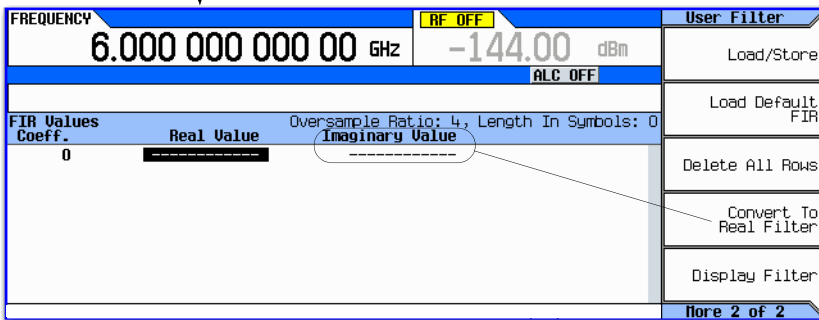 FREQUENCY
RF OFF
6.000 000 000 00 GHz
-144.00 dBm
ALC OFF
FIR Values
Oversample Ratio: 4, Length In Symbols: 0
Coeff.
Real Value
Imaginary Value
0
------------
------------
User Filter
Load/Store
Load Default
FIR
Delete All Rows
Convert To
Real Filter
Display Filter
More 2 of 2